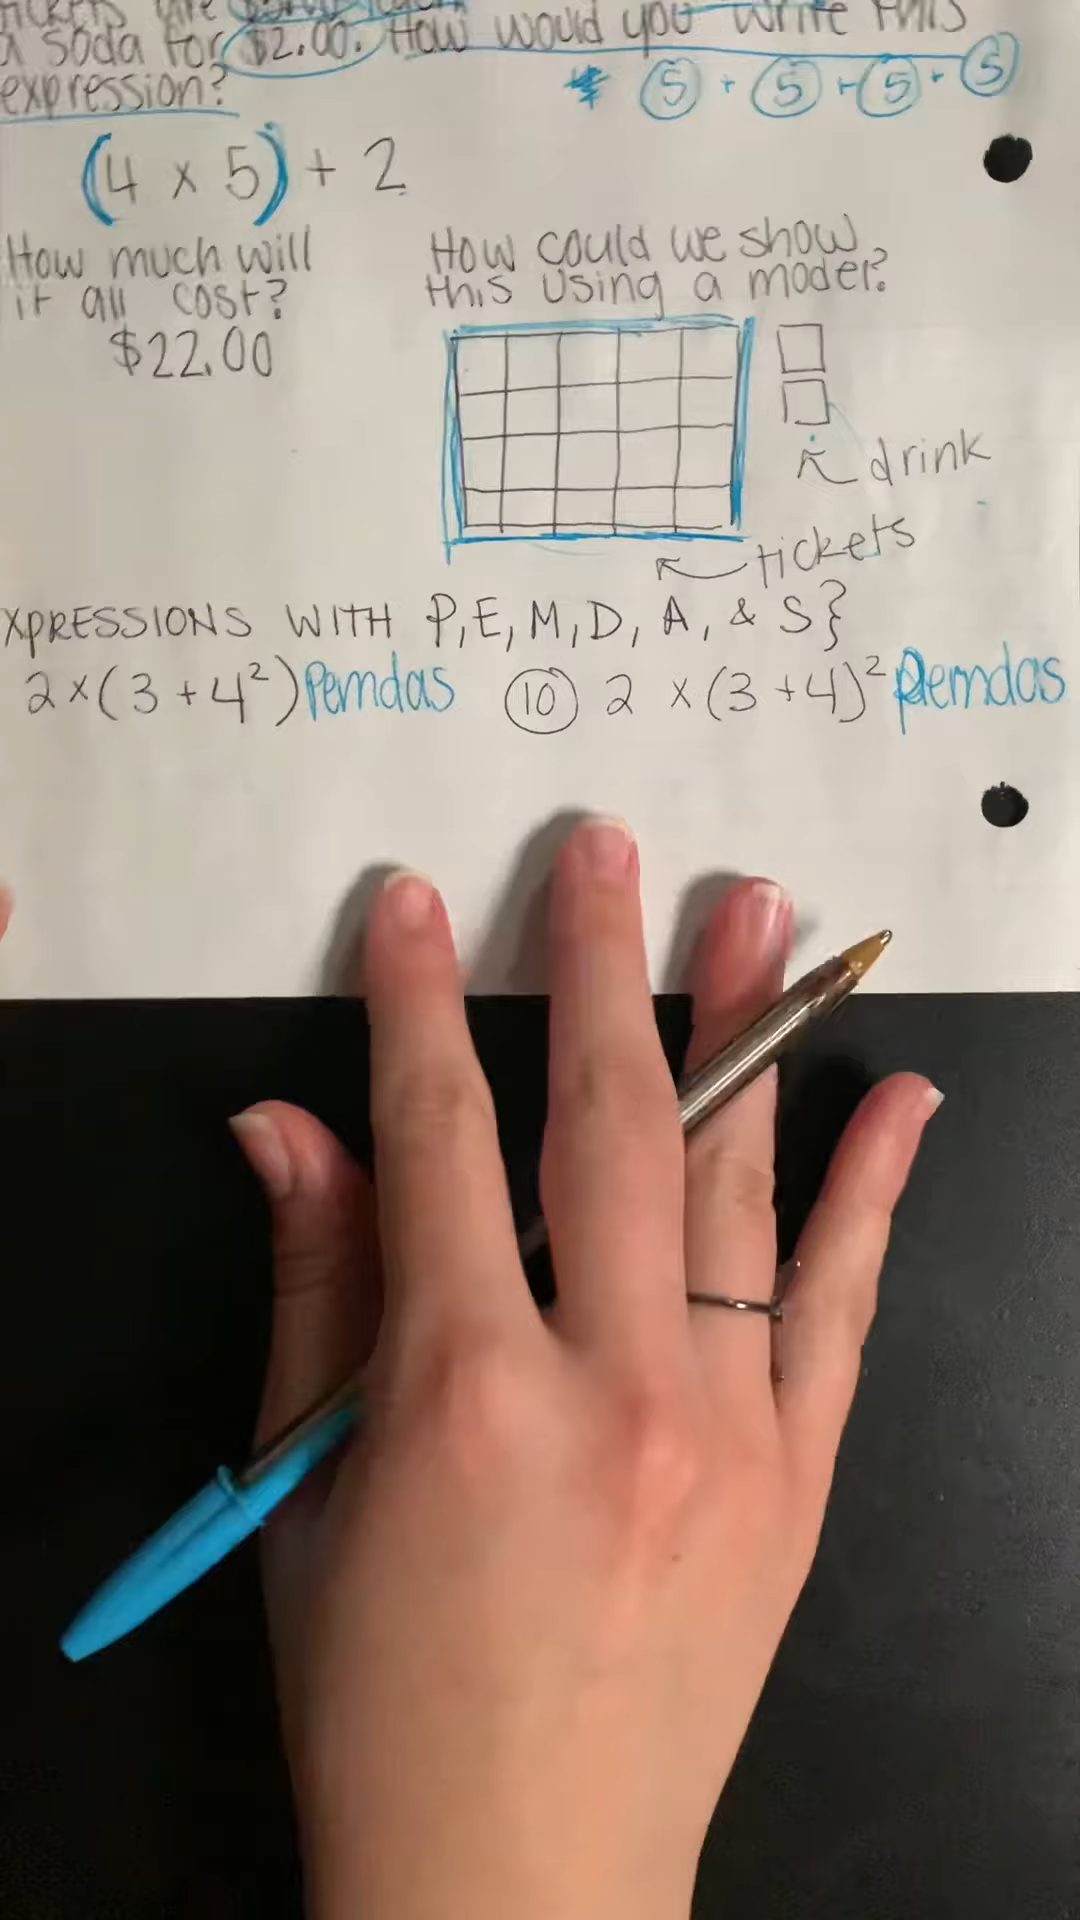 a soda for $2.00. How would you write this
expression?
* 5 + 5 + 5 + 5
(4 x 5) + 2
How much will
it all cost?
$22.00
How could we show
this using a model?
drink
tickets
XPRESSIONS WITH P, E, M, D, A, & S}
2 x (3 + 4²) Pemdas
10 2 x (3 + 4)² Pemdas